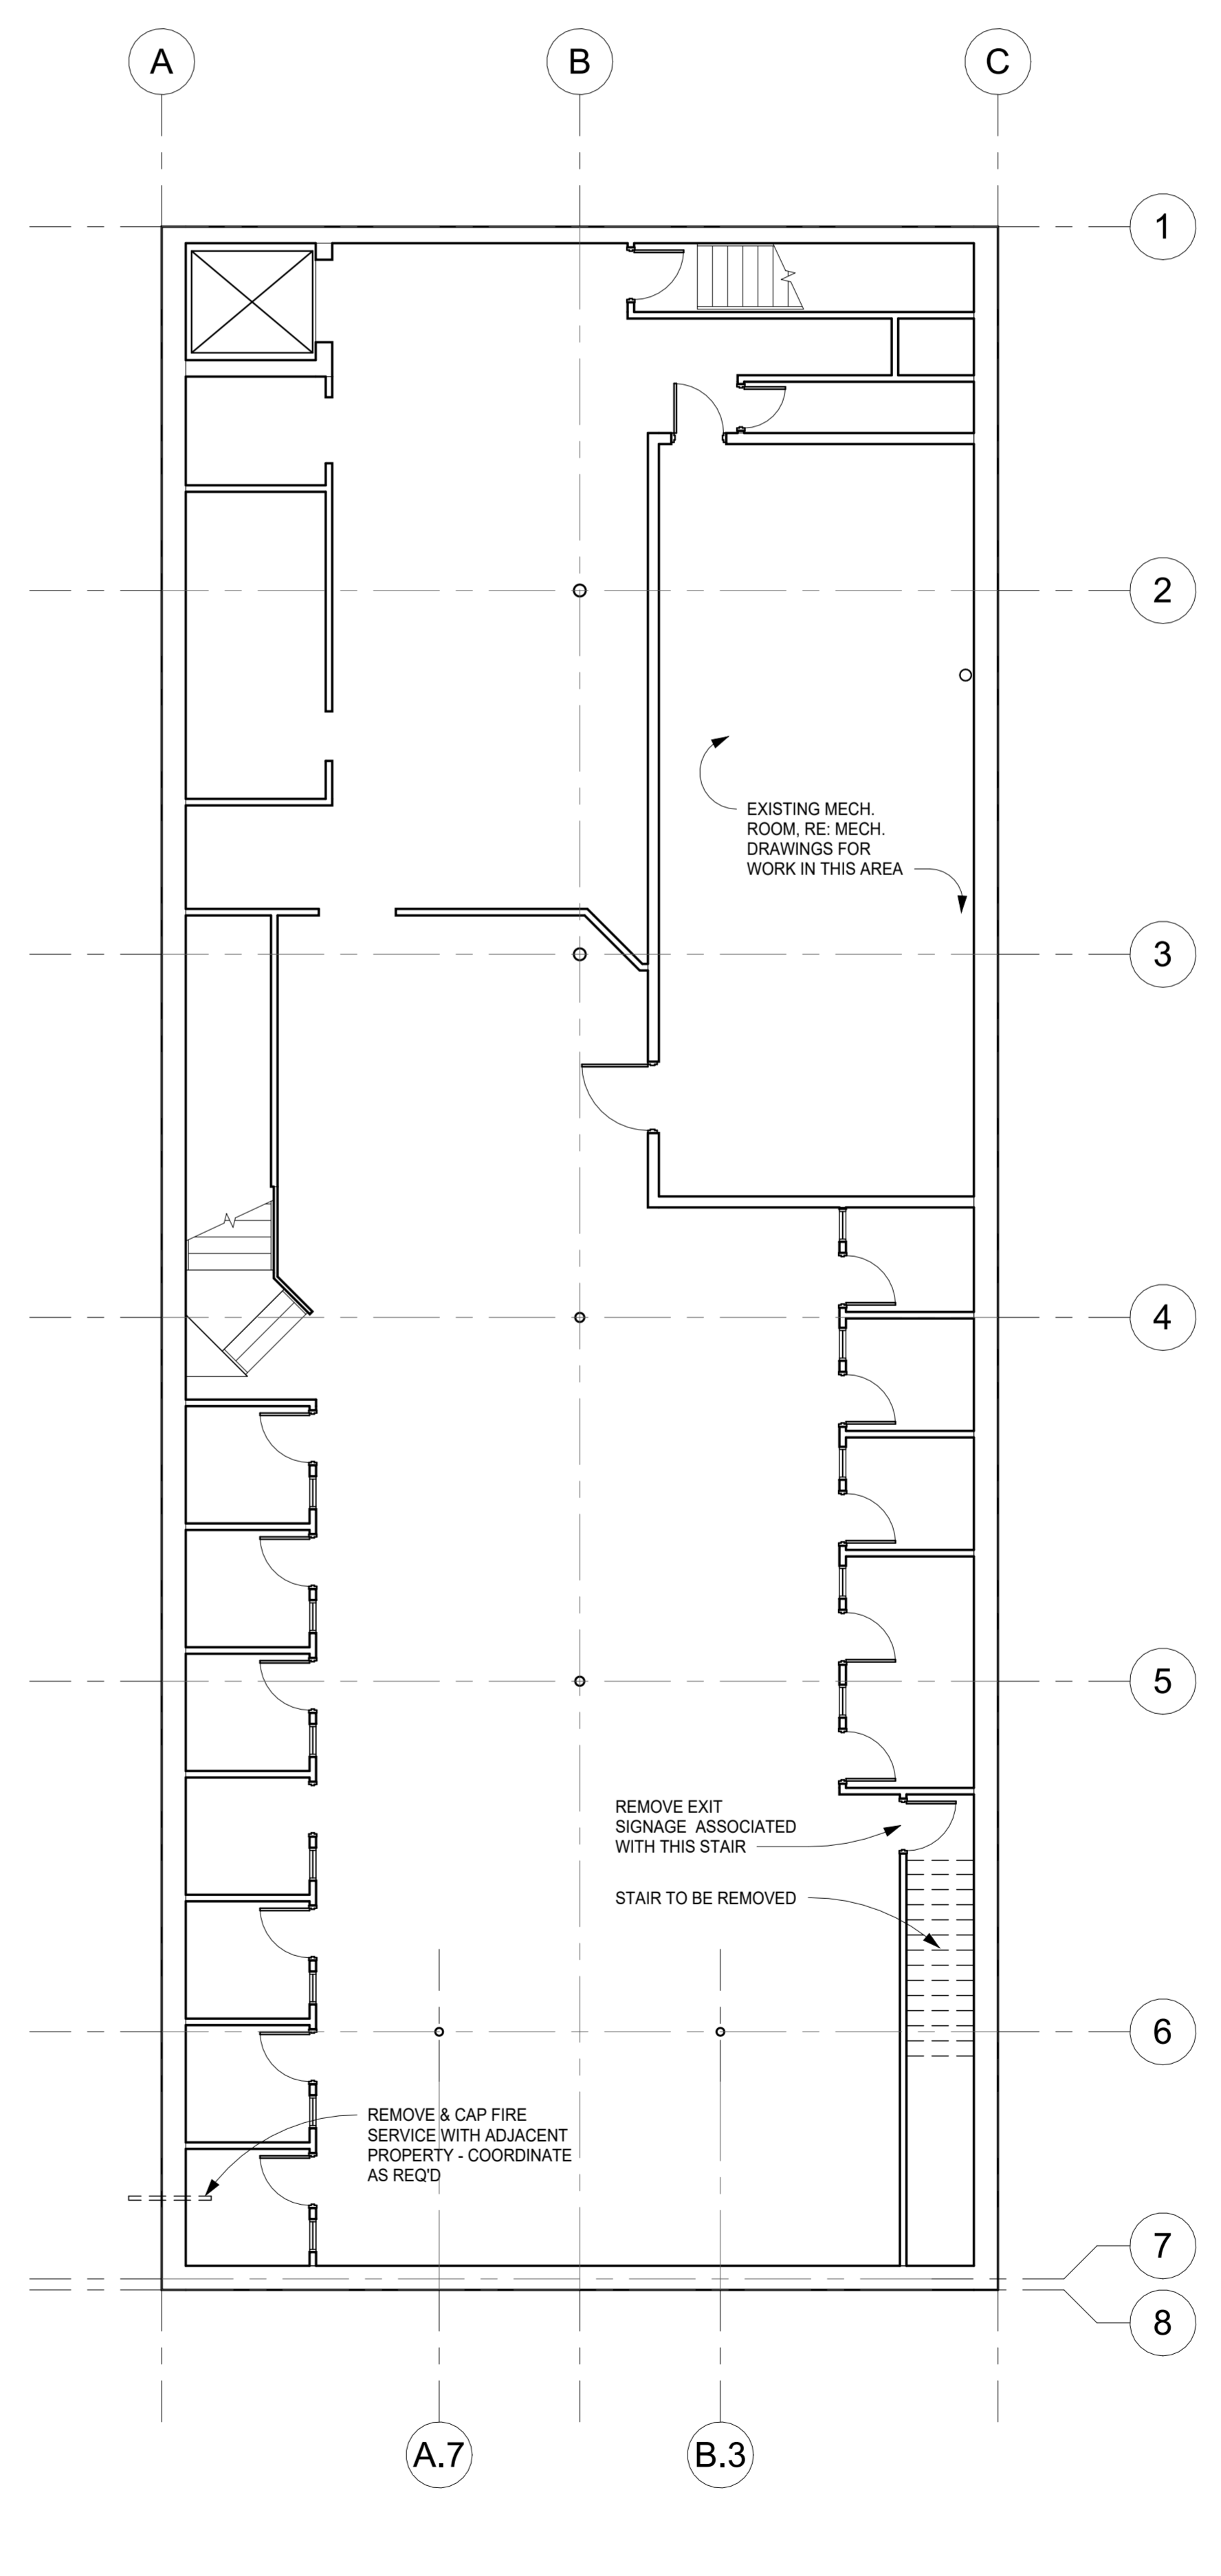 A
B
C
1
2
EXISTING MECH.
ROOM, RE: MECH.
DRAWINGS FOR
WORK IN THIS AREA
3
4
5
REMOVE EXIT
SIGNAGE ASSOCIATED
WITH THIS STAIR
STAIR TO BE REMOVED
6
REMOVE & CAP FIRE
SERVICE WITH ADJACENT
PROPERTY - COORDINATE
AS REQ'D
7
8
A.7
B.3